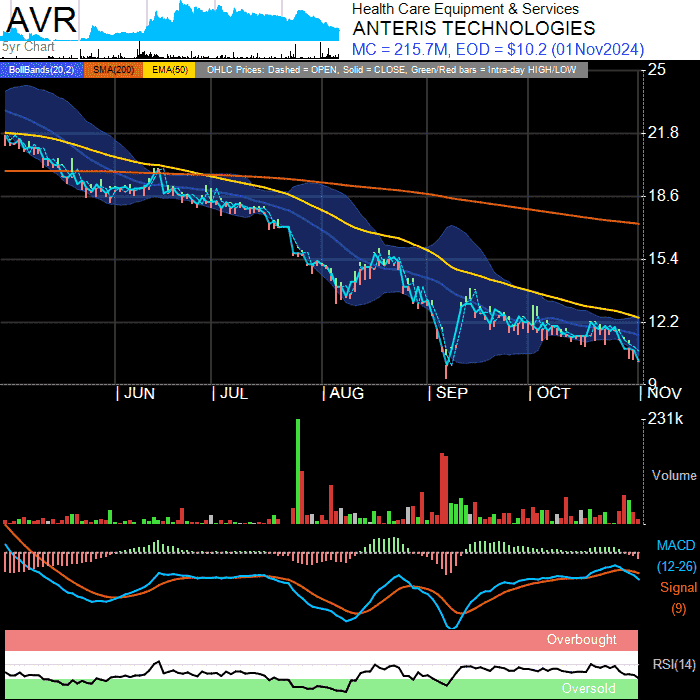 AVR
5yr Chart
Health Care Equipment & Services
ANTERIS TECHNOLOGIES
MC = 215.7M, EOD = $10.2 (01Nov2024)
BollBands(20,2) SMA(200) EMA(50) OHLC Prices: Dashed = OPEN, Solid = CLOSE, Green/Red bars = Intra-day HIGH/LOW
25
21.8
18.6
15.4
12.2
9
| JUN | JUL | AUG | SEP | OCT | NOV
231k
Volume
MACD
(12-26)
Signal
(9)
Overbought
RSI(14)
Oversold